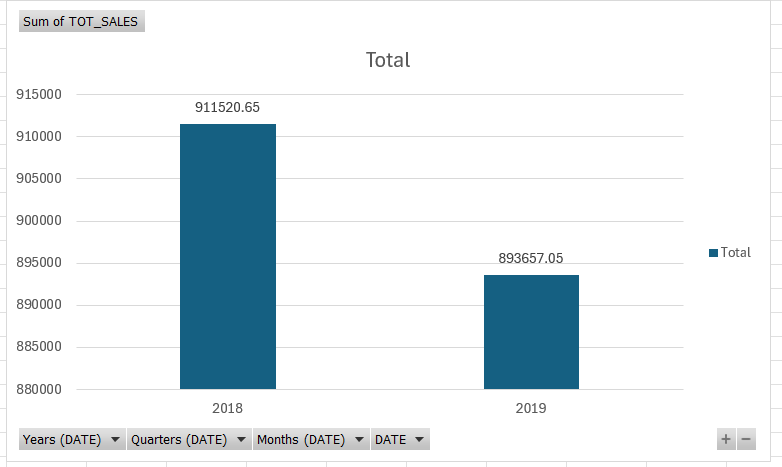 Sum of TOT_SALES
Total
915000
911520.65
910000
905000
900000
895000
893657.05
Total
890000
885000
880000
2018 2019
Years (DATE) Quarters (DATE) Months (DATE) DATE + −